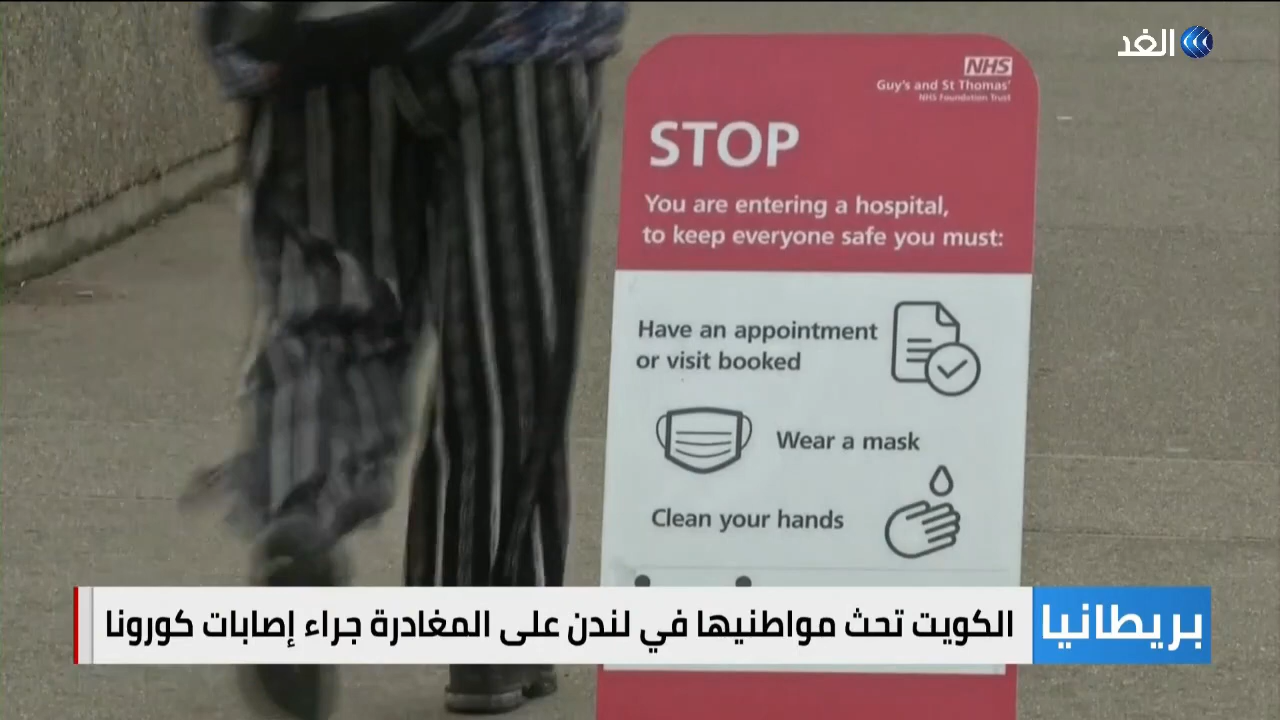 الغد
NHS
Guy's and St Thomas'
NHS Foundation Trust
STOP
You are entering a hospital,
to keep everyone safe you must:
Have an appointment
or visit booked
Wear a mask
Clean your hands
بريطانيا
الكويت تحث مواطنيها في لندن على المغادرة جراء إصابات كورونا